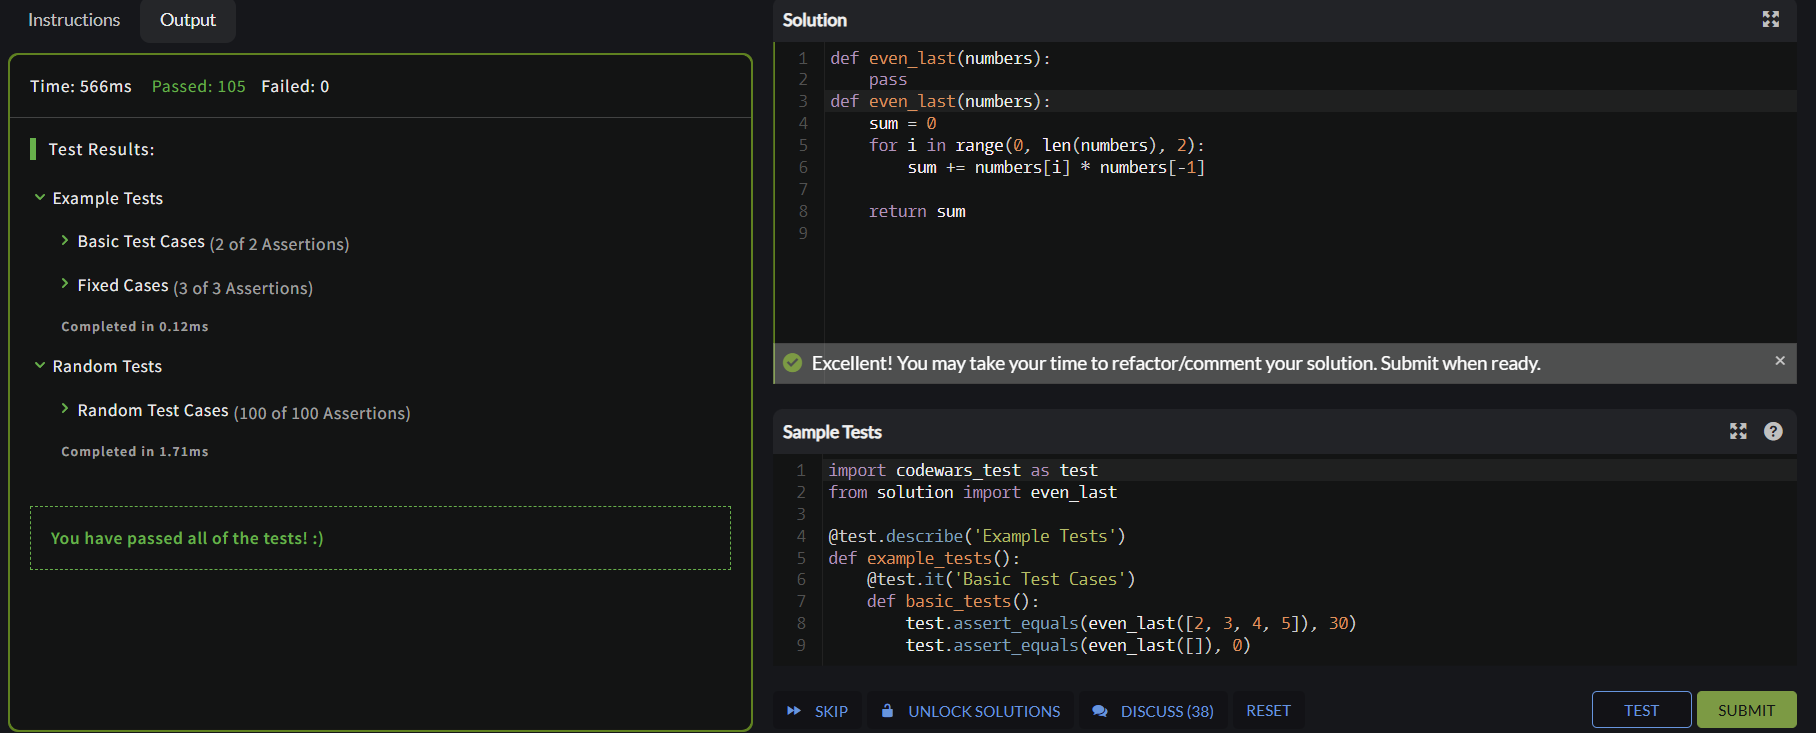 Instructions Output
Time: 566ms Passed: 105 Failed: 0
Test Results:
Example Tests
Basic Test Cases (2 of 2 Assertions)
Fixed Cases (3 of 3 Assertions)
Completed in 0.12ms
Random Tests
Random Test Cases (100 of 100 Assertions)
Completed in 1.71ms
You have passed all of the tests! :)
Solution
1 def even_last(numbers):
2     pass
3 def even_last(numbers):
4     sum = 0
5     for i in range(0, len(numbers), 2):
6         sum += numbers[i] * numbers[-1]
7
8     return sum
9
Excellent! You may take your time to refactor/comment your solution. Submit when ready. ×
Sample Tests ?
1 import codewars_test as test
2 from solution import even_last
3
4 @test.describe('Example Tests')
5 def example_tests():
6     @test.it('Basic Test Cases')
7     def basic_tests():
8         test.assert_equals(even_last([2, 3, 4, 5]), 30)
9         test.assert_equals(even_last([]), 0)
SKIP UNLOCK SOLUTIONS DISCUSS (38) RESET TEST SUBMIT